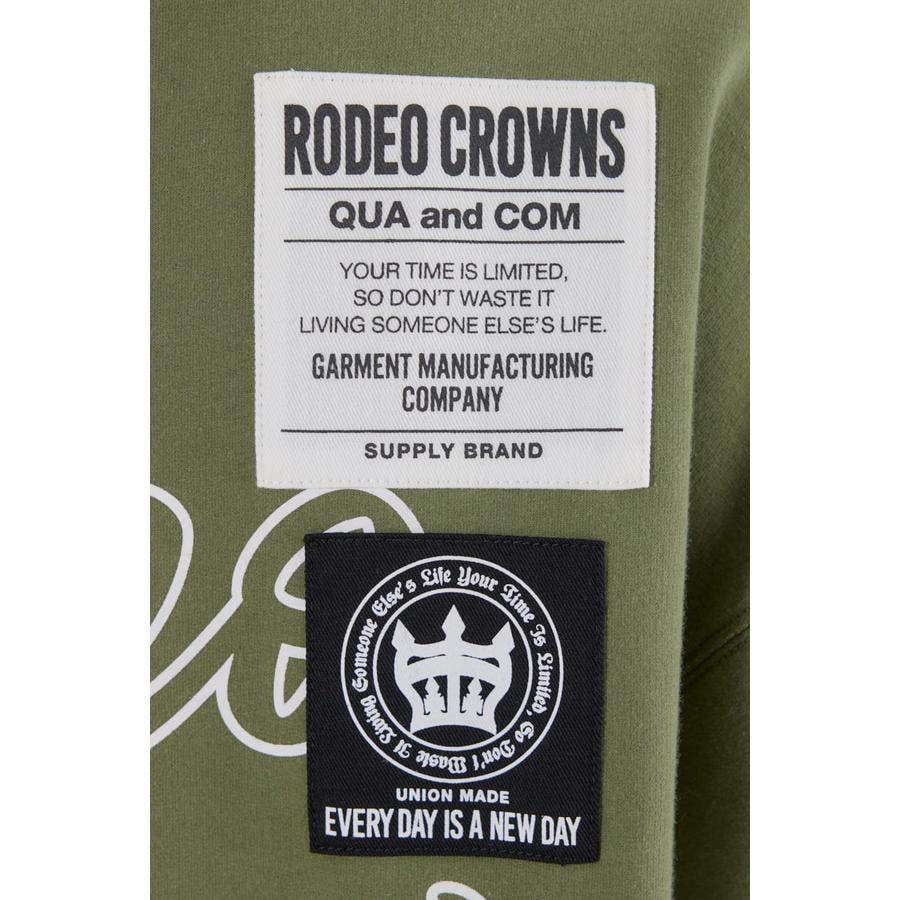 RODEO CROWNS
QUA and COM
YOUR TIME IS LIMITED,
SO DON'T WASTE IT
LIVING SOMEONE ELSE'S LIFE.
GARMENT MANUFACTURING
COMPANY
SUPPLY BRAND
Your Time Is Limited, So Don't Waste It Living Someone Else's Life
UNION MADE
EVERY DAY IS A NEW DAY